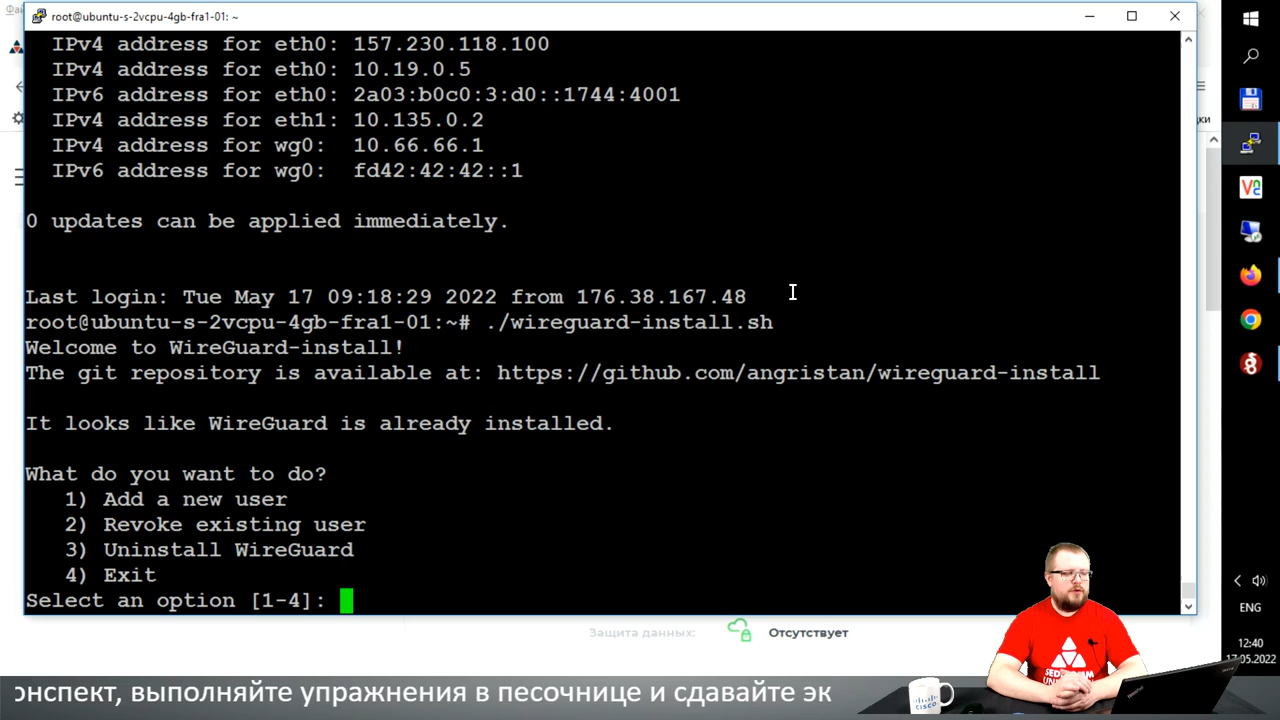 root@ubuntu-s-2vcpu-4gb-fra1-01: ~
IPv4 address for eth0: 157.230.118.100
IPv4 address for eth0: 10.19.0.5
IPv6 address for eth0: 2a03:b0c0:3:d0::1744:4001
IPv4 address for eth1: 10.135.0.2
IPv4 address for wg0: 10.66.66.1
IPv6 address for wg0: fd42:42:42::1
0 updates can be applied immediately.
Last login: Tue May 17 09:18:29 2022 from 176.38.167.48
root@ubuntu-s-2vcpu-4gb-fra1-01:~# ./wireguard-install.sh
Welcome to WireGuard-install!
The git repository is available at: https://github.com/angristan/wireguard-install
It looks like WireGuard is already installed.
What do you want to do?
1) Add a new user
2) Revoke existing user
3) Uninstall WireGuard
4) Exit
Select an option [1-4]:
Защита данных: Отсутствует
ENG
12:40
17.05.2022
онспект, выполняйте упражнения в песочнице и сдавайте эк
CISCO